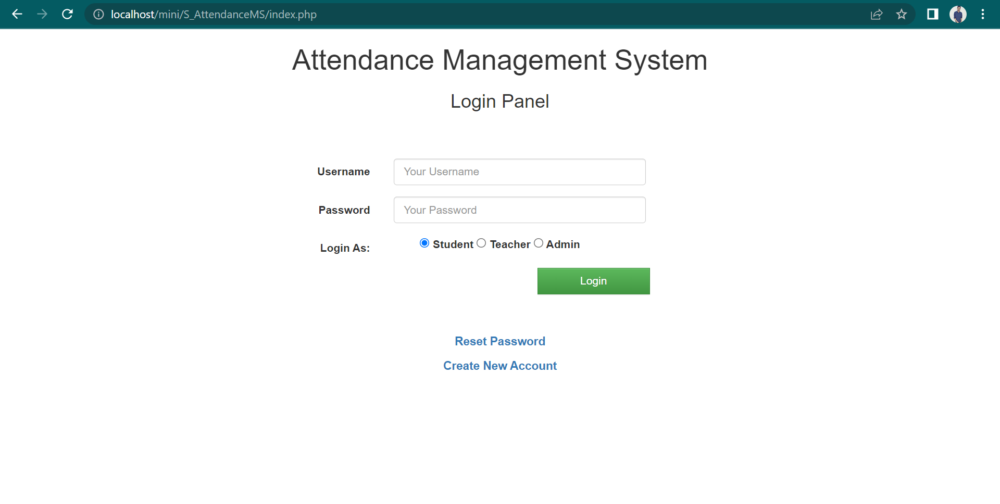 localhost/mini/S_AttendanceMS/index.php
Attendance Management System
Login Panel
Username Your Username
Password Your Password
Login As: Student Teacher Admin
Login
Reset Password
Create New Account